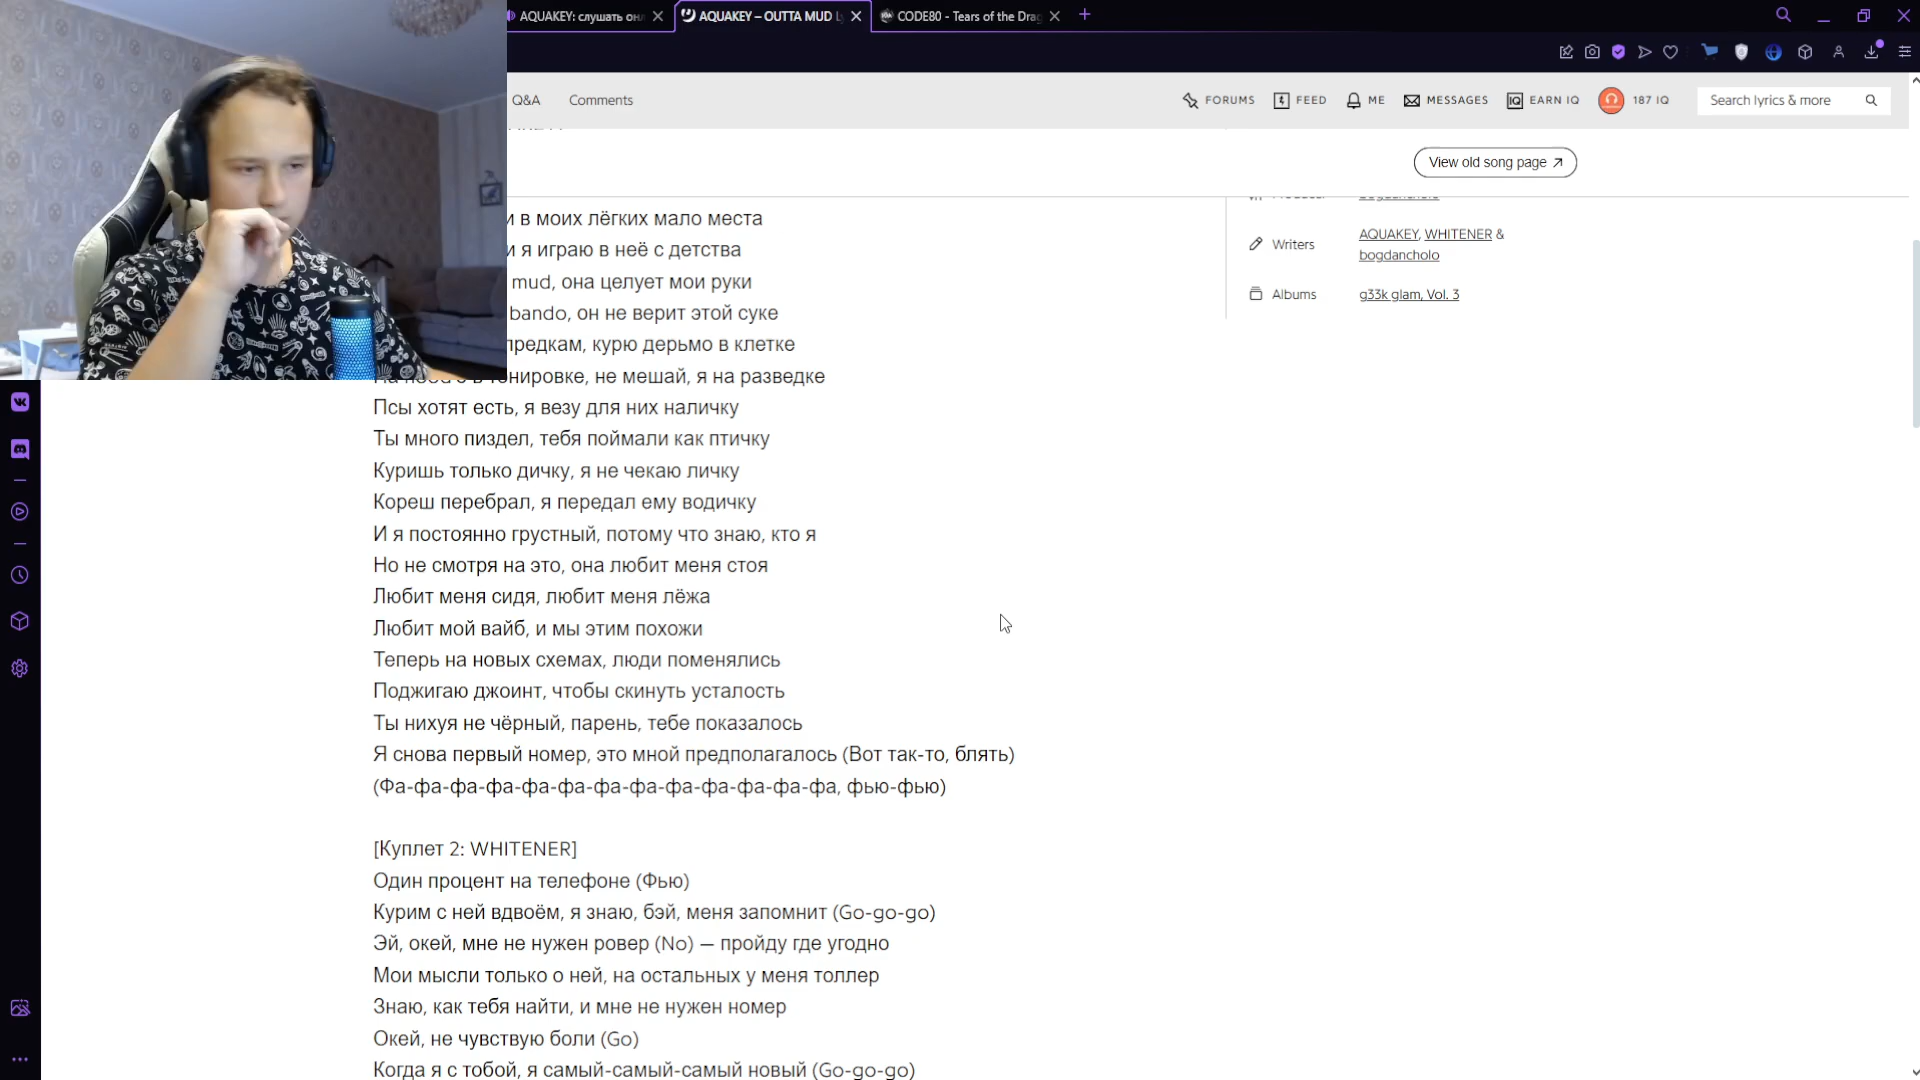 AQUAKEY: слушать он
AQUAKEY – OUTTA MUD L
CODE80 - Tears of the Drag
Q&A
Comments
FORUMS
FEED
ME
MESSAGES
EARN IQ
187 IQ
Search lyrics & more
View old song page
bogdancholo
Writers
AQUAKEY, WHITENER &
bogdancholo
Albums
g33k glam, Vol. 3
и в моих лёгких мало места
и я играю в неё с детства
mud, она целует мои руки
bando, он не верит этой суке
предкам, курю дерьмо в клетке
тонировке, не мешай, я на разведке
Псы хотят есть, я везу для них наличку
Ты много пиздел, тебя поймали как птичку
Куришь только дичку, я не чекаю личку
Кореш перебрал, я передал ему водичку
И я постоянно грустный, потому что знаю, кто я
Но не смотря на это, она любит меня стоя
Любит меня сидя, любит меня лёжа
Любит мой вайб, и мы этим похожи
Теперь на новых схемах, люди поменялись
Поджигаю джоинт, чтобы скинуть усталость
Ты нихуя не чёрный, парень, тебе показалось
Я снова первый номер, это мной предполагалось (Вот так-то, блять)
(Фа-фа-фа-фа-фа-фа-фа-фа-фа-фа-фа-фа-фа, фью-фью)
[Куплет 2: WHITENER]
Один процент на телефоне (Фью)
Курим с ней вдвоём, я знаю, бэй, меня запомнит (Go-go-go)
Эй, окей, мне не нужен ровер (No) — пройду где угодно
Мои мысли только о ней, на остальных у меня толлер
Знаю, как тебя найти, и мне не нужен номер
Окей, не чувствую боли (Go)
Когда я с тобой, я самый-самый-самый новый (Go-go-go)